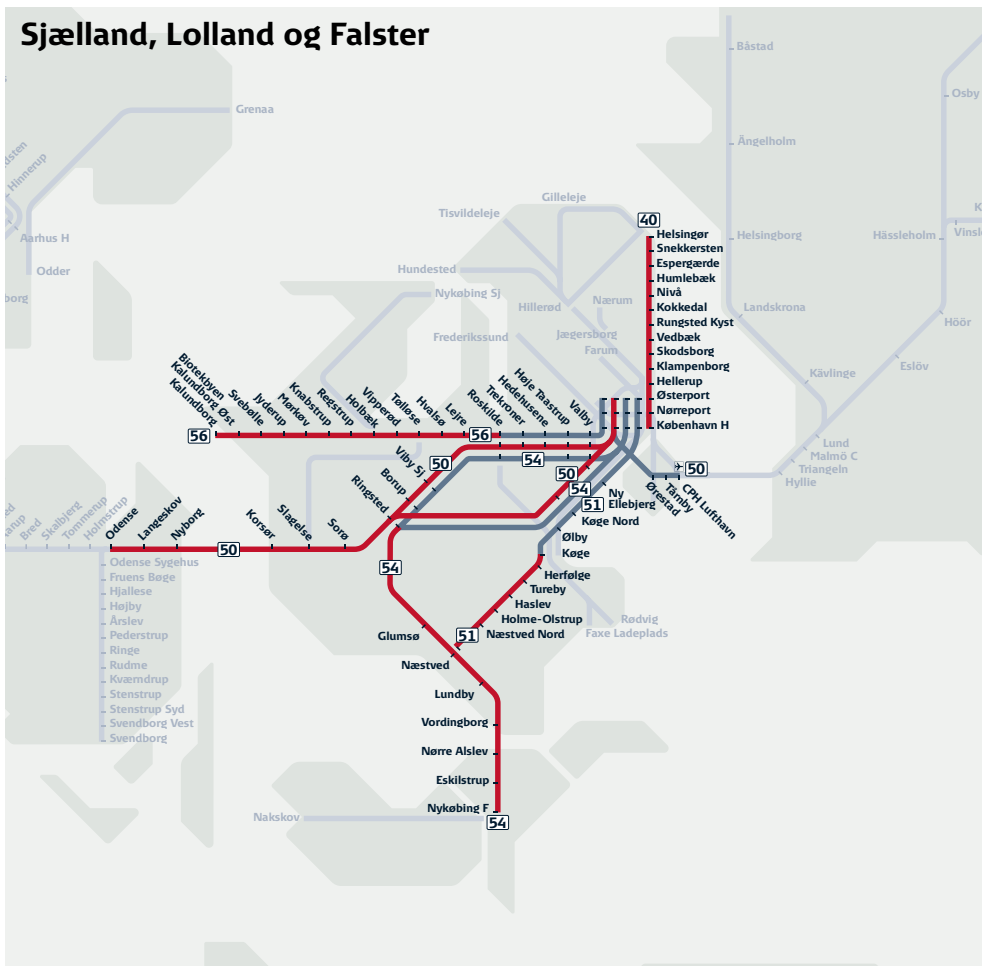 Sjælland, Lolland og Falster
Båstad
Osby
Grenaa
Ängelholm
Hinnerup
Gilleleje
40
Tisvildeleje
Helsingør
Aarhus H
Helsingborg
Hässleholm
Snekkersten
Espergærde
Odder
Hundested
Humlebæk
Nykøbing Sj
Nivå
Nærum
Hillerød
Kokkedal
Landskrona
Höör
Rungsted Kyst
Frederikssund
Jægersborg
Vedbæk
Farum
Skodsborg
Klampenborg
Eslöv
Hellerup
Kävlinge
Østerport
Nørreport
København H
Kalundborg
Kalundborg Øst
Biotekbyen
Svebølle
Jyderup
Mørkøv
Knabstrup
Regstrup
Holbæk
Vipperød
Tølløse
Hvalsø
Lejre
Roskilde
Trekroner
Hedehusene
Høje Taastrup
Valby
56
56
Lund
Malmö C
Triangeln
Hyllie
50
54
50
50
54
51
Viby Sj
Borup
Ringsted
Ørestad
Tårnby
CPH Lufthavn
Ny
Ellebjerg
Køge Nord
Ølby
Køge
Bred
Skalbjerg
Tommerup
Holmstrup
Odense
Langeskov
Nyborg
Korsør
Slagelse
Sorø
50
54
Odense Sygehus
Fruens Bøge
Hjallese
Højby
Årslev
Pederstrup
Ringe
Rudme
Kværndrup
Stenstrup
Stenstrup Syd
Svendborg Vest
Svendborg
Herfølge
Tureby
Haslev
Holme-Olstrup
Næstved Nord
51
Rødvig
Faxe Ladeplads
Glumsø
Næstved
Lundby
Vordingborg
Nørre Alslev
Eskilstrup
Nykøbing F
Nakskov
54